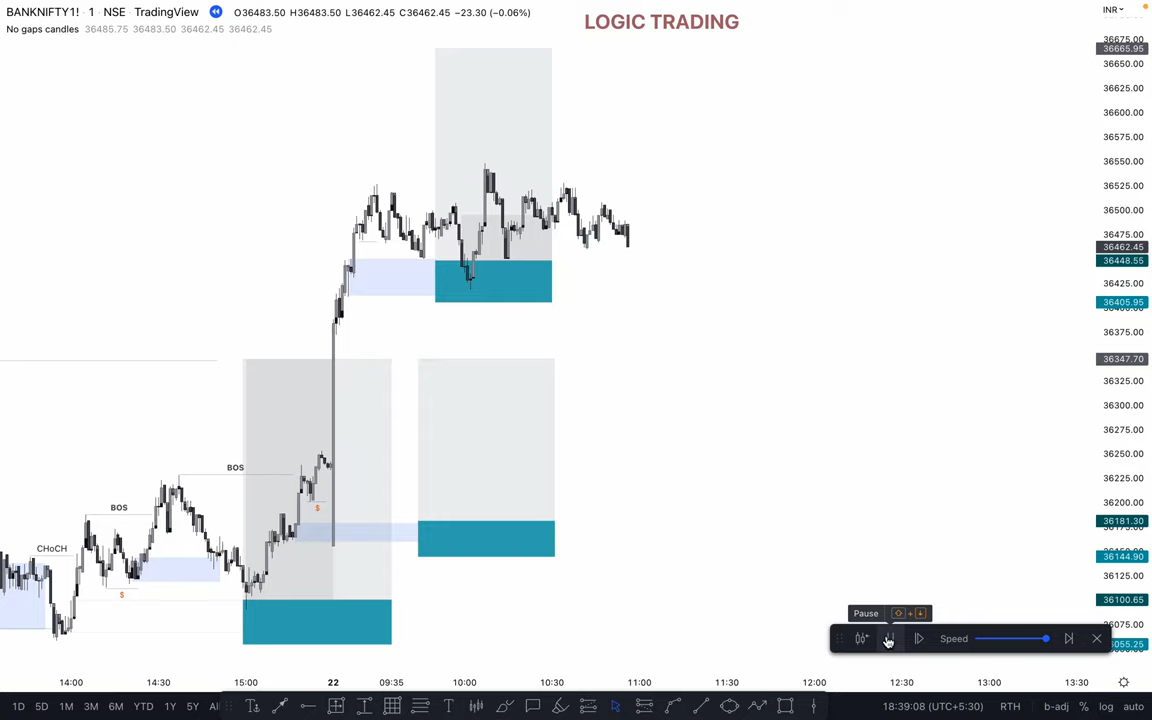 BANKNIFTY1! · 1 · NSE · TradingView O36483.50 H36483.50 L36462.45 C36462.45 −23.30 (−0.06%)
No gaps candles 36485.75 36483.50 36462.45 36462.45
LOGIC TRADING
INR
36675.00
36665.95
36650.00
36625.00
36600.00
36575.00
36550.00
36525.00
36500.00
36475.00
36462.45
36448.55
36425.00
36405.95
36375.00
36347.70
36325.00
36300.00
36275.00
36250.00
36225.00
36200.00
36181.30
36144.90
36125.00
36100.65
36075.00
055.25
BOS
BOS
$
CHoCH
$
Pause
Speed
14:00 14:30 15:00 22 09:35 10:00 10:30 11:00 11:30 12:00 12:30 13:00 13:30
1D 5D 1M 3M 6M YTD 1Y 5Y 18:39:08 (UTC+5:30) RTH b-adj % log auto